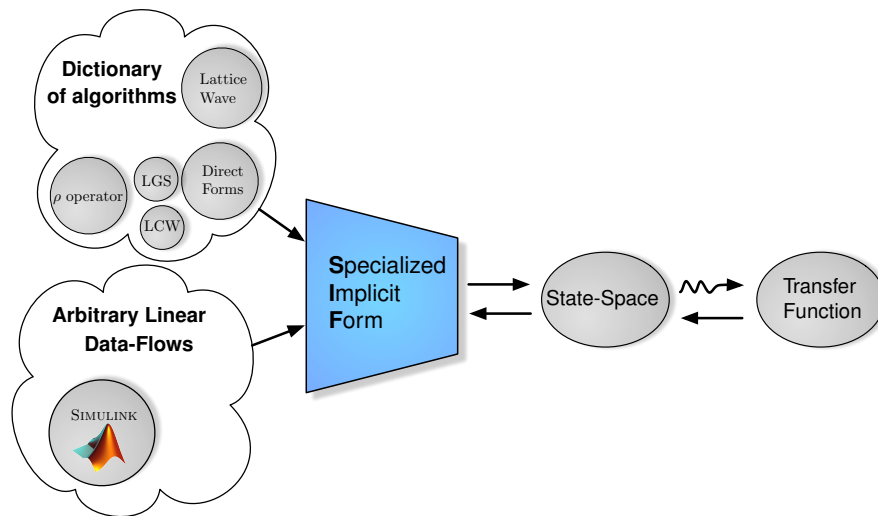 Dictionary
of algorithms
Lattice
Wave
ρ operator
LGS
LCW
Direct
Forms
Arbitrary Linear
Data-Flows
SIMULINK
Specialized
Implicit
Form
State-Space
Transfer
Function